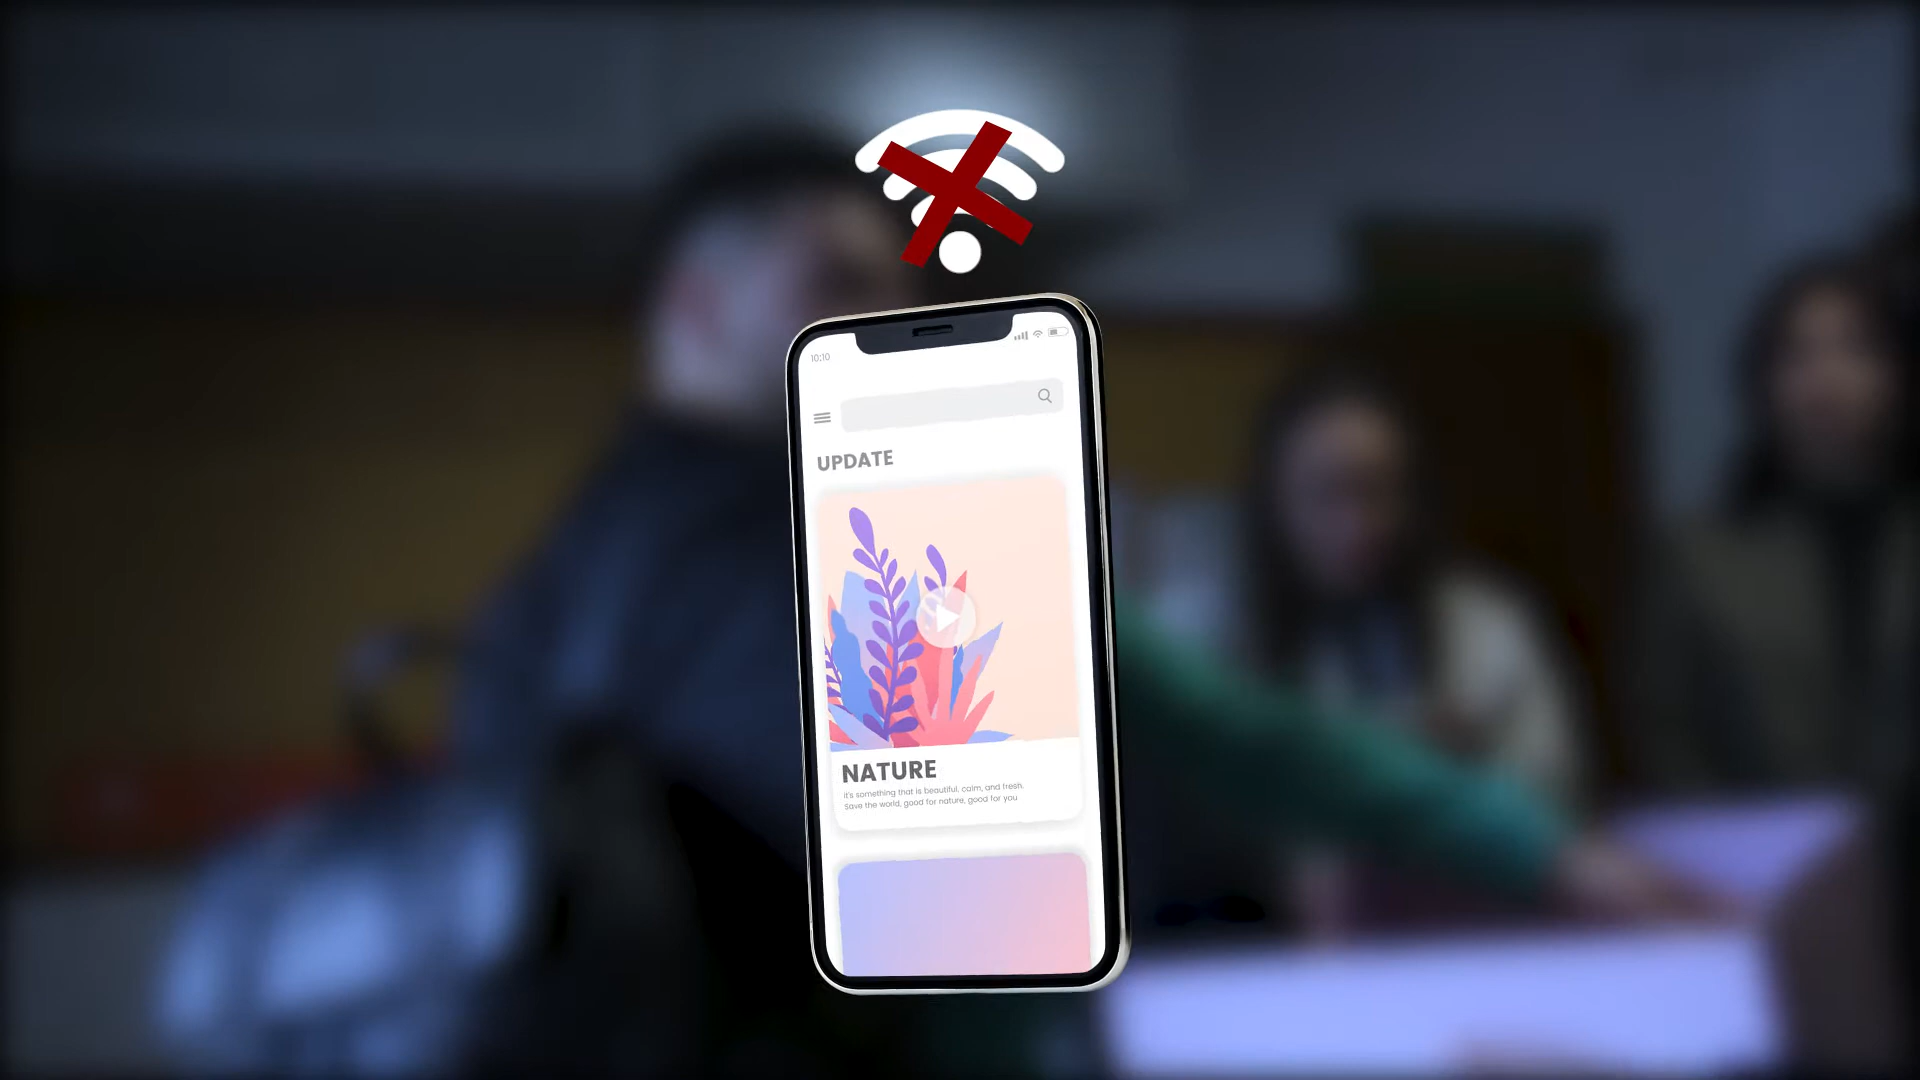 10:10
UPDATE
NATURE
it's something that is beautiful, calm, and fresh.
Save the world, good for nature, good for you